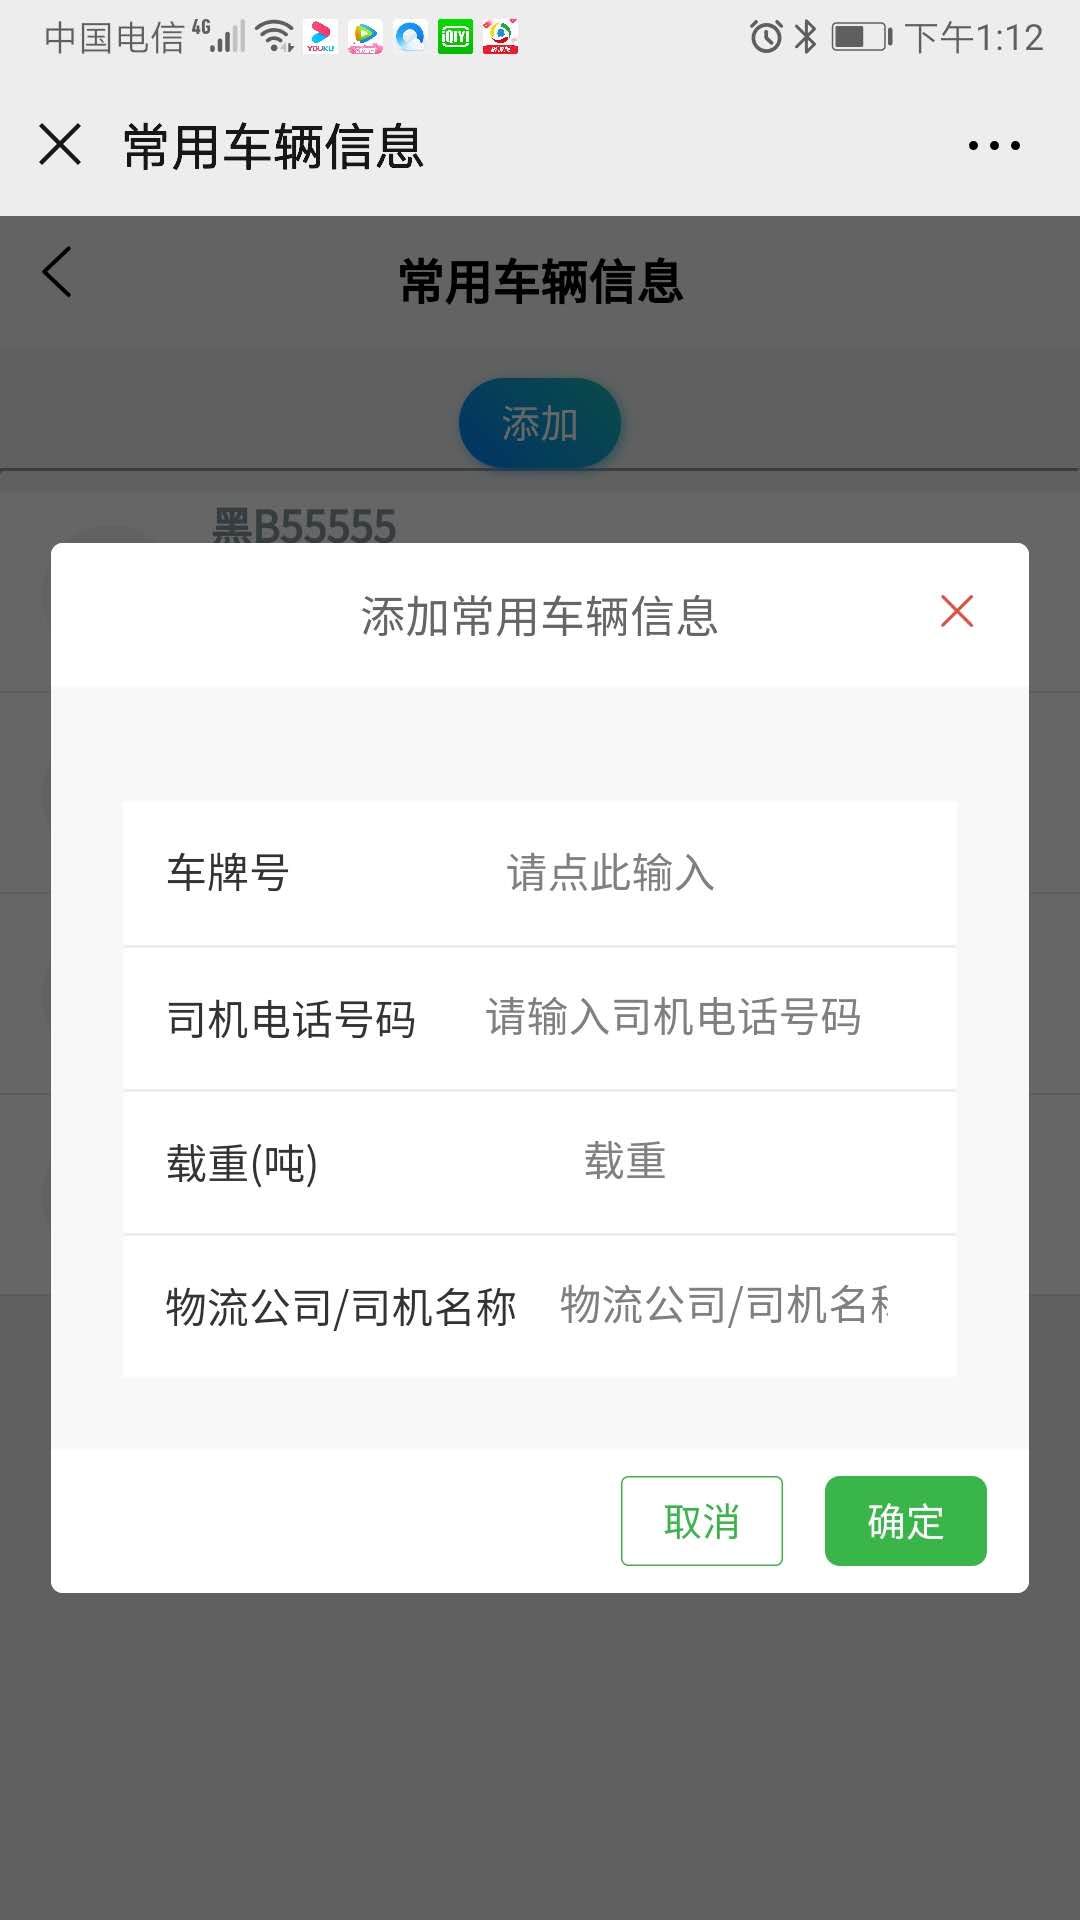 中国电信 4G 下午1:12
常用车辆信息
常用车辆信息
添加
黑B55555
添加常用车辆信息
车牌号 请点此输入
司机电话号码 请输入司机电话号码
载重(吨) 载重
物流公司/司机名称 物流公司/司机名称
取消 确定